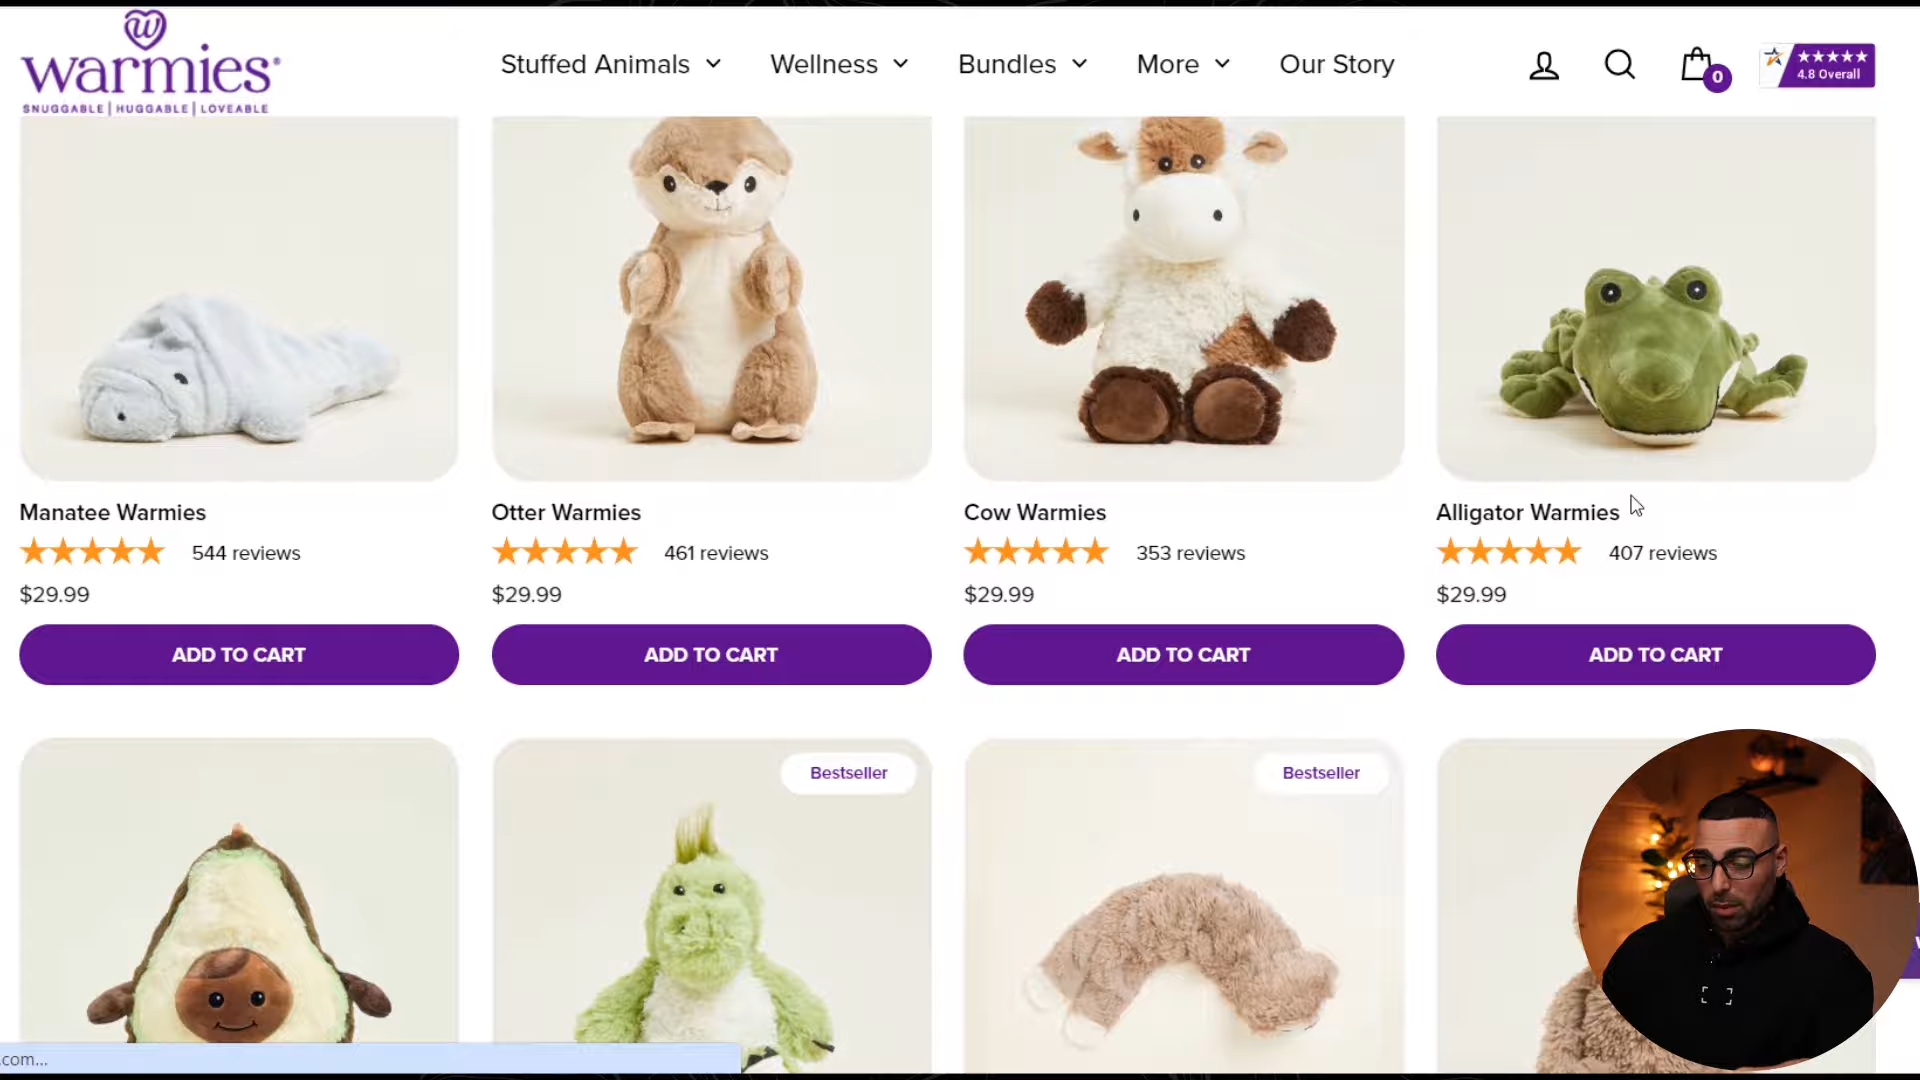 warmies
SNUGGABLE | HUGGABLE | LOVEABLE
Stuffed Animals
Wellness
Bundles
More
Our Story
0
4.8 Overall
Manatee Warmies
544 reviews
$29.99
ADD TO CART
Otter Warmies
461 reviews
$29.99
ADD TO CART
Cow Warmies
353 reviews
$29.99
ADD TO CART
Alligator Warmies
407 reviews
$29.99
ADD TO CART
Bestseller
Bestseller
.com...